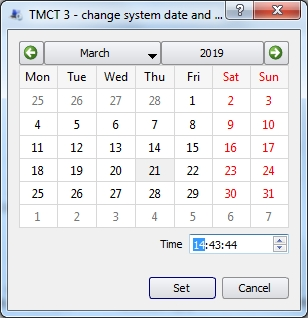 TMCT 3 - change system date and ...
March 2019
Mon Tue Wed Thu Fri Sat Sun
25 26 27 28 1 2 3
4 5 6 7 8 9 10
11 12 13 14 15 16 17
18 19 20 21 22 23 24
25 26 27 28 29 30 31
1 2 3 4 5 6 7
Time 14:43:44
Set Cancel